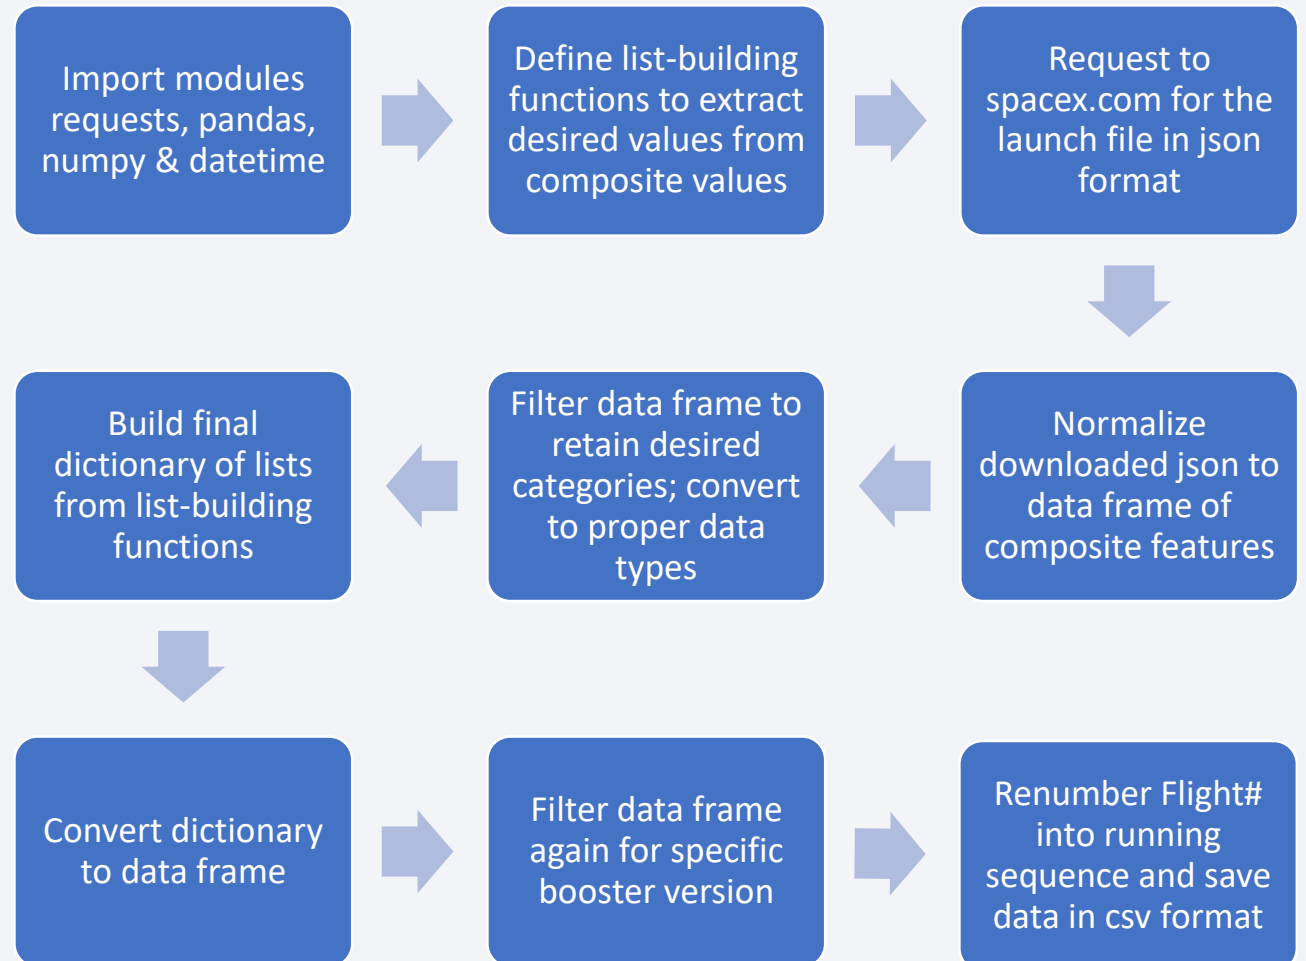 Import modules
requests, pandas,
numpy & datetime
Define list-building
functions to extract
desired values from
composite values
Request to
spacex.com for the
launch file in json
format
Normalize
downloaded json to
data frame of
composite features
Filter data frame to
retain desired
categories; convert
to proper data
types
Build final
dictionary of lists
from list-building
functions
Convert dictionary
to data frame
Filter data frame
again for specific
booster version
Renumber Flight#
into running
sequence and save
data in csv format